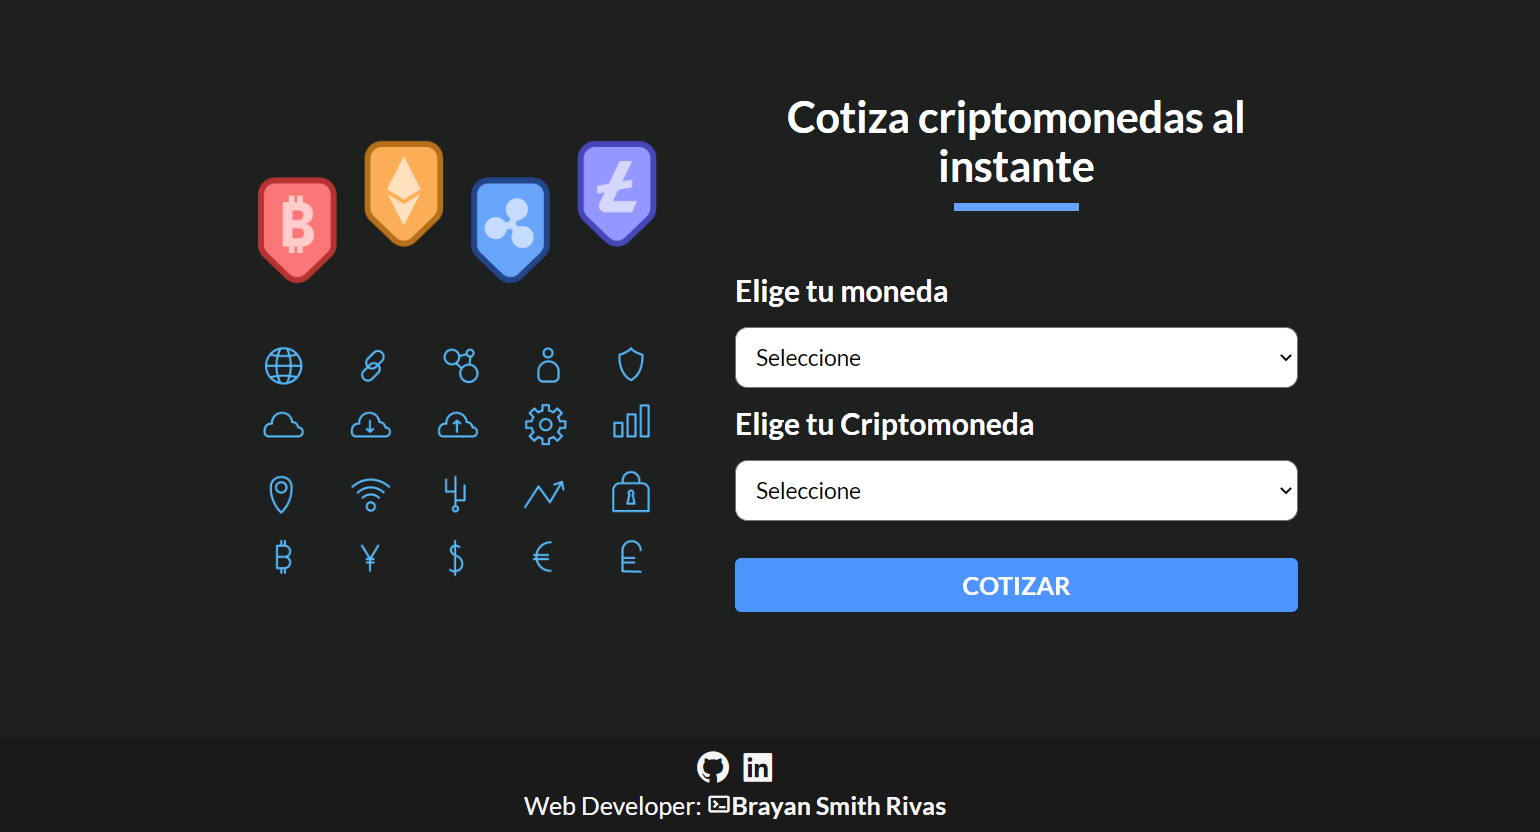 Cotiza criptomonedas al
instante
Elige tu moneda
Seleccione
Elige tu Criptomoneda
Seleccione
COTIZAR
Web Developer: Brayan Smith Rivas